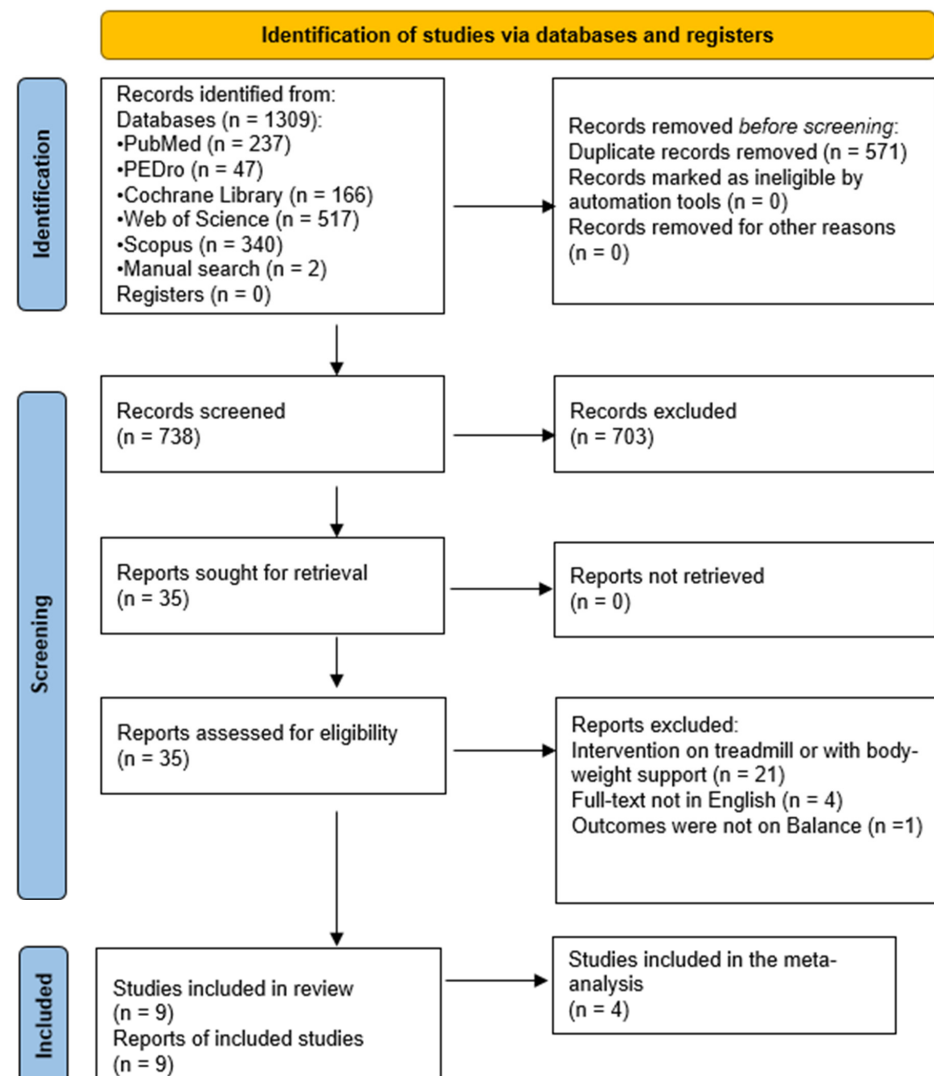 Identification of studies via databases and registers
Identification
Records identified from:
Databases (n = 1309):
•PubMed (n = 237)
•PEDro (n = 47)
•Cochrane Library (n = 166)
•Web of Science (n = 517)
•Scopus (n = 340)
•Manual search (n = 2)
Registers (n = 0)
Records removed before screening:
Duplicate records removed (n = 571)
Records marked as ineligible by
automation tools (n = 0)
Records removed for other reasons
(n = 0)
Screening
Records screened
(n = 738)
Records excluded
(n = 703)
Reports sought for retrieval
(n = 35)
Reports not retrieved
(n = 0)
Reports assessed for eligibility
(n = 35)
Reports excluded:
Intervention on treadmill or with body-
weight support (n = 21)
Full-text not in English (n = 4)
Outcomes were not on Balance (n =1)
Included
Studies included in review
(n = 9)
Reports of included studies
(n = 9)
Studies included in the meta-
analysis
(n = 4)